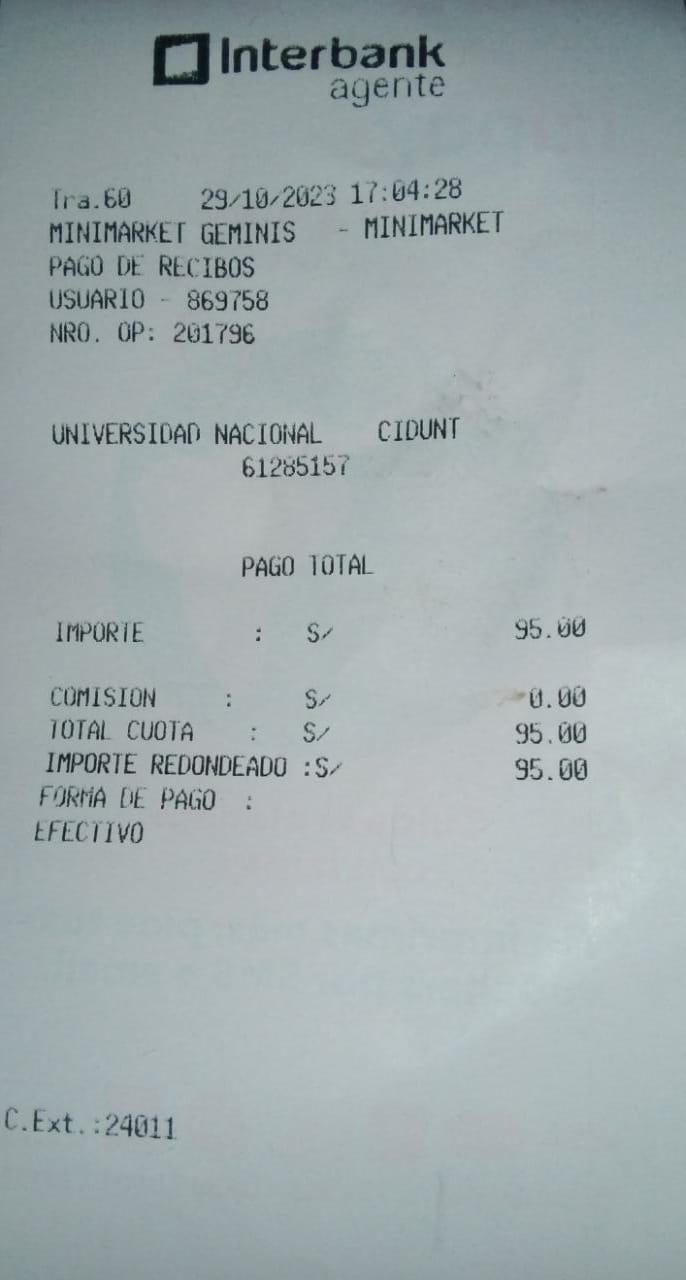 Interbank
agente
Tra.60 29/10/2023 17:04:28
MINIMARKET GEMINIS - MINIMARKET
PAGO DE RECIBOS
USUARIO - 869758
NRO. OP: 201796
UNIVERSIDAD NACIONAL CIDUNT
61285157
PAGO TOTAL
IMPORTE : S/ 95.00
COMISION : S/ 0.00
TOTAL CUOTA : S/ 95.00
IMPORTE REDONDEADO :S/ 95.00
FORMA DE PAGO :
EFECTIVO
C.Ext.:24011